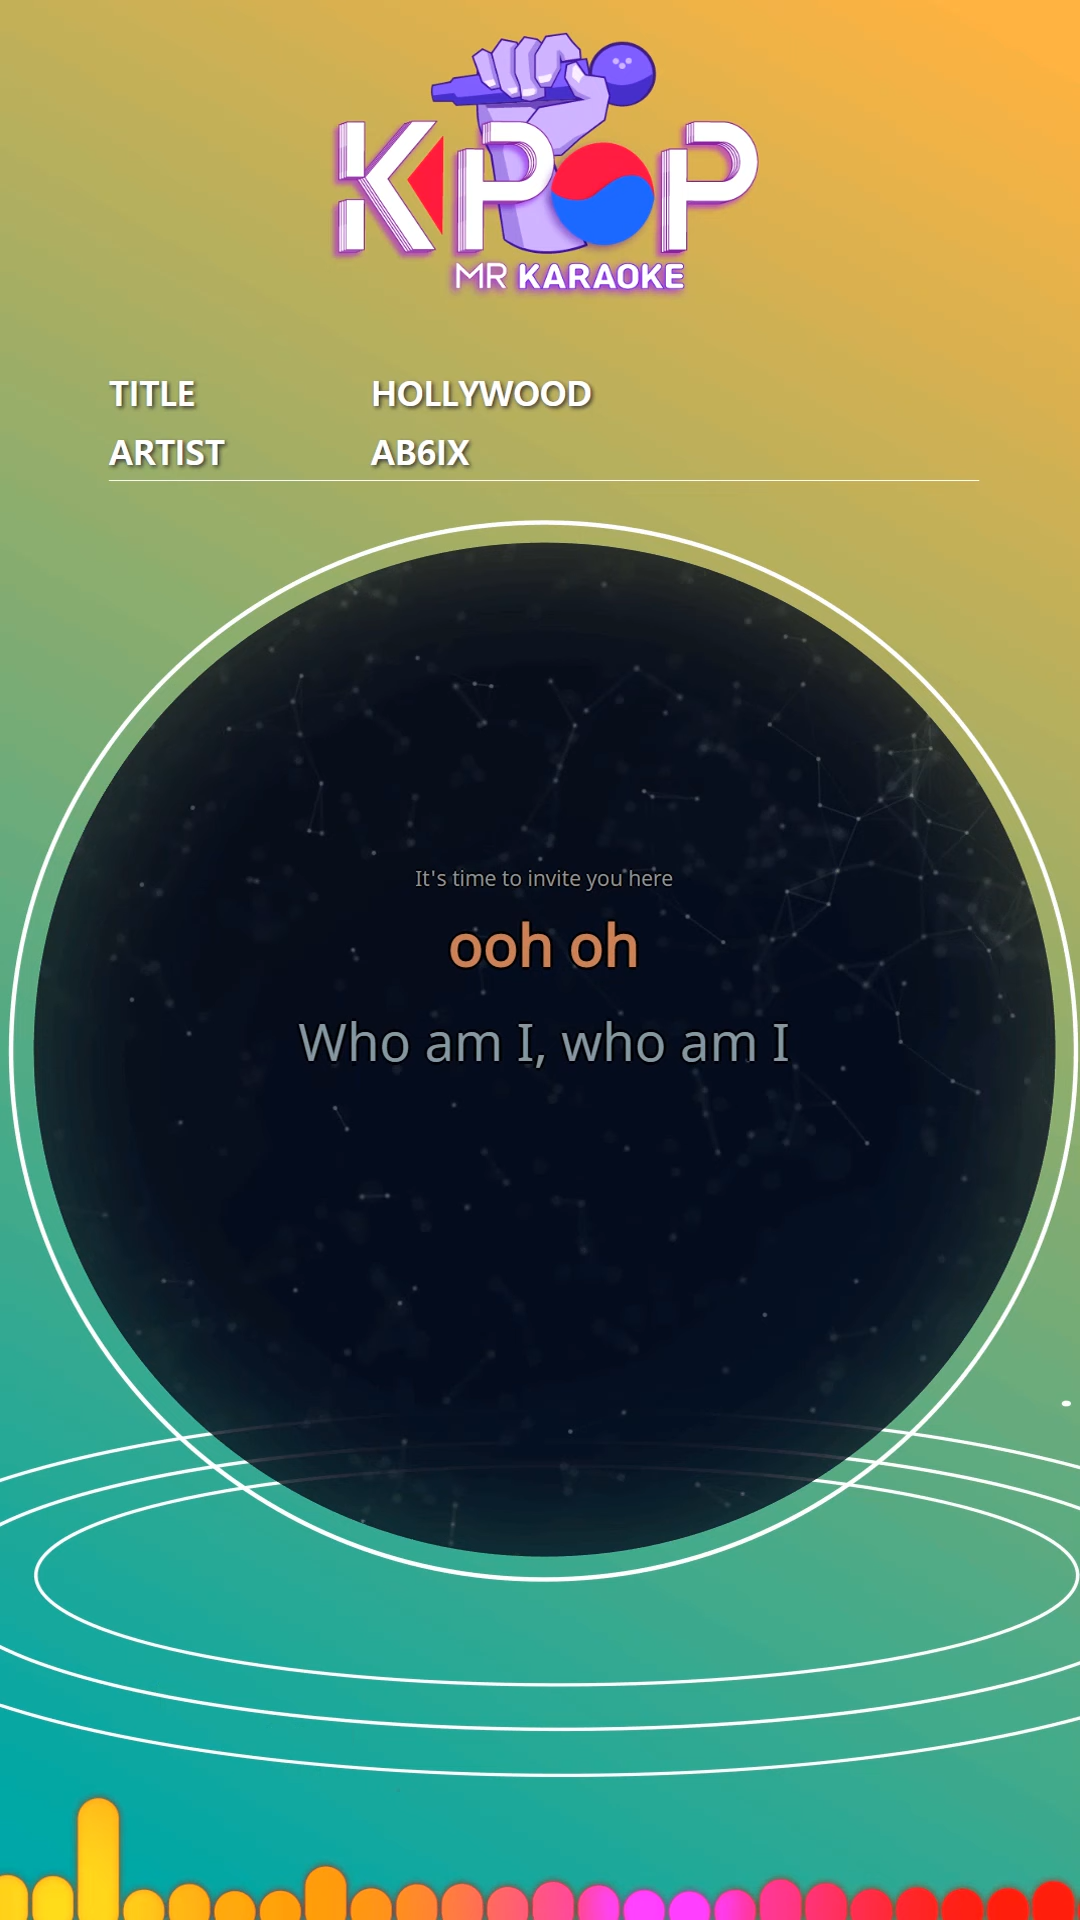 KPOP
MR KARAOKE
TITLE HOLLYWOOD
ARTIST AB6IX
It's time to invite you here
ooh oh
Who am I, who am I